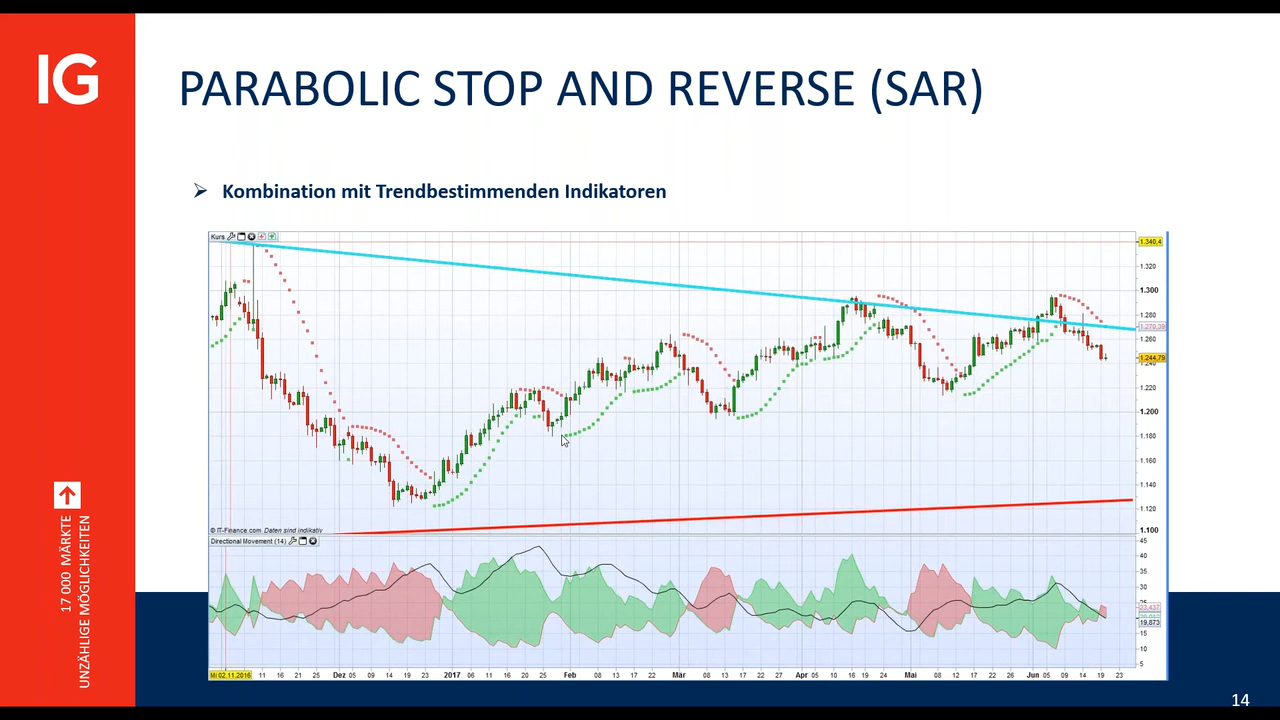 IG
PARABOLIC STOP AND REVERSE (SAR)
Kombination mit Trendbestimmenden Indikatoren
Kurs
1.340,4
1.320
1.300
1.280
1.270,39
1.260
1.244,79
1.220
1.200
1.180
1.160
1.140
1.120
1.100
© IT-Finance.com Daten sind indikativ
Directional Movement (14)
45
40
35
30
23,437
19,873
15
10
5
Mi 02.11.2016 11 16 21 25 Dez 05 09 14 19 23 29 2017 06 11 17 20 25 Feb 08 13 17 22 Mär 08 13 17 22 27 Apr 05 10 16 19 24 Mai 08 12 17 22 26 Jun 05 09 14 19 23
17 000 MÄRKTE
UNZÄHLIGE MÖGLICHKEITEN
14